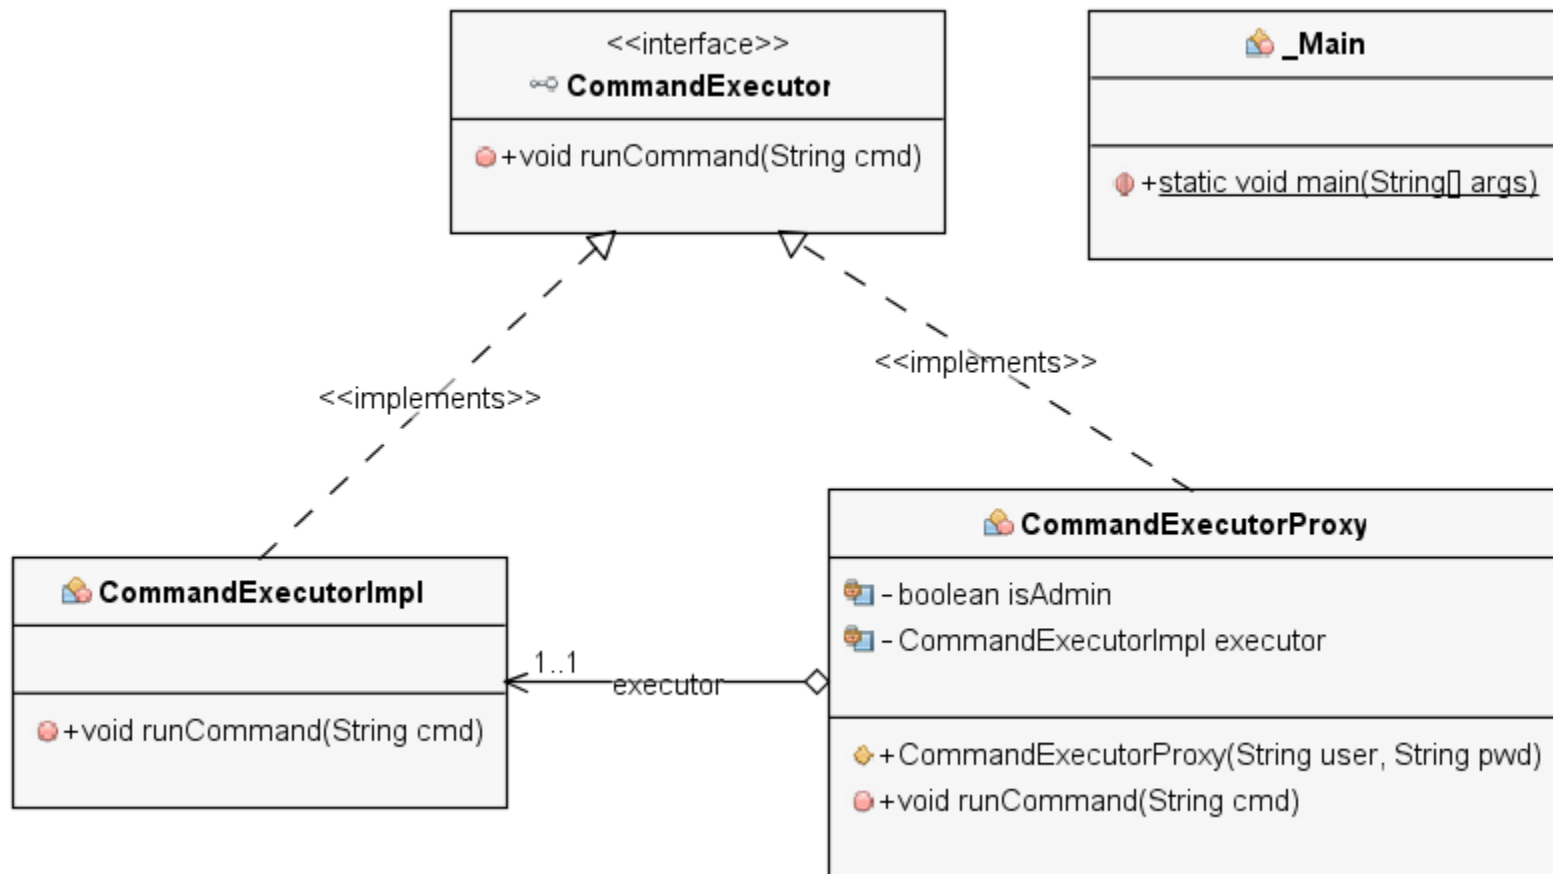 <<interface>>
CommandExecutor
+void runCommand(String cmd)
_Main
+static void main(String[] args)
<<implements>>
<<implements>>
CommandExecutorImpl
+void runCommand(String cmd)
1..1
executor
CommandExecutorProxy
-boolean isAdmin
-CommandExecutorImpl executor
+CommandExecutorProxy(String user, String pwd)
+void runCommand(String cmd)